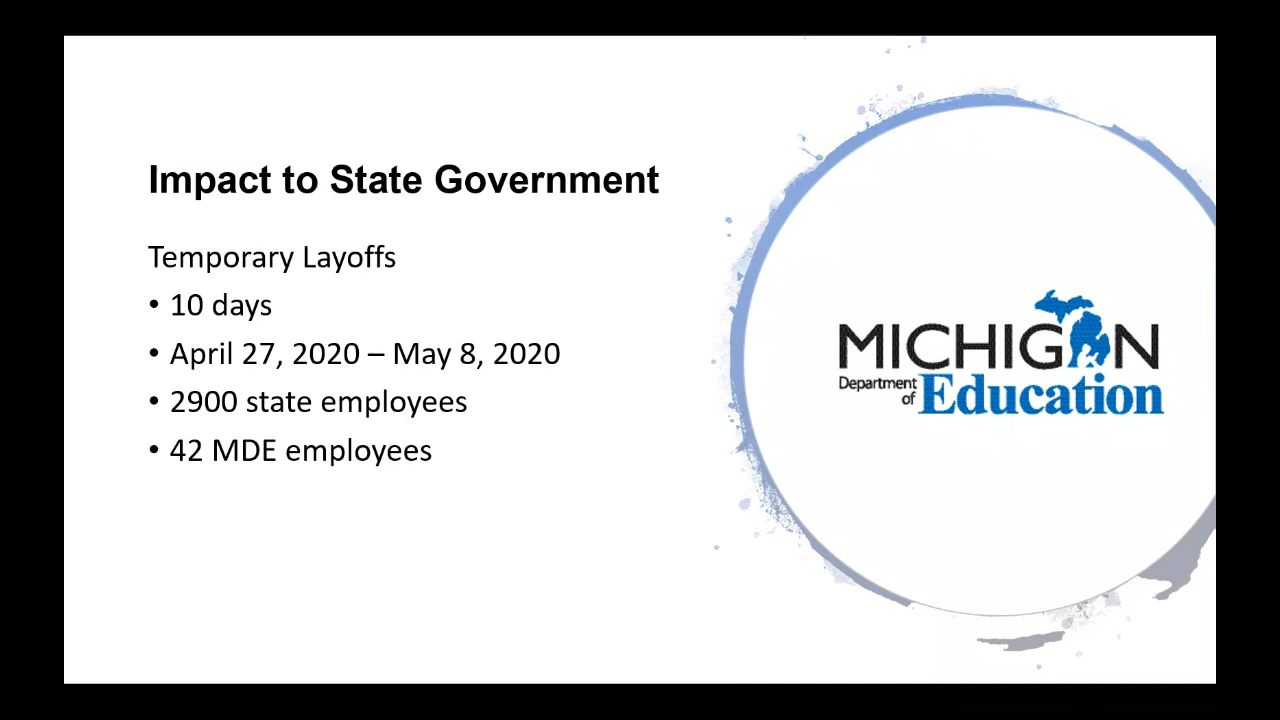 Impact to State Government
Temporary Layoffs
• 10 days
• April 27, 2020 – May 8, 2020
• 2900 state employees
• 42 MDE employees
MICHIGAN
Department
of Education